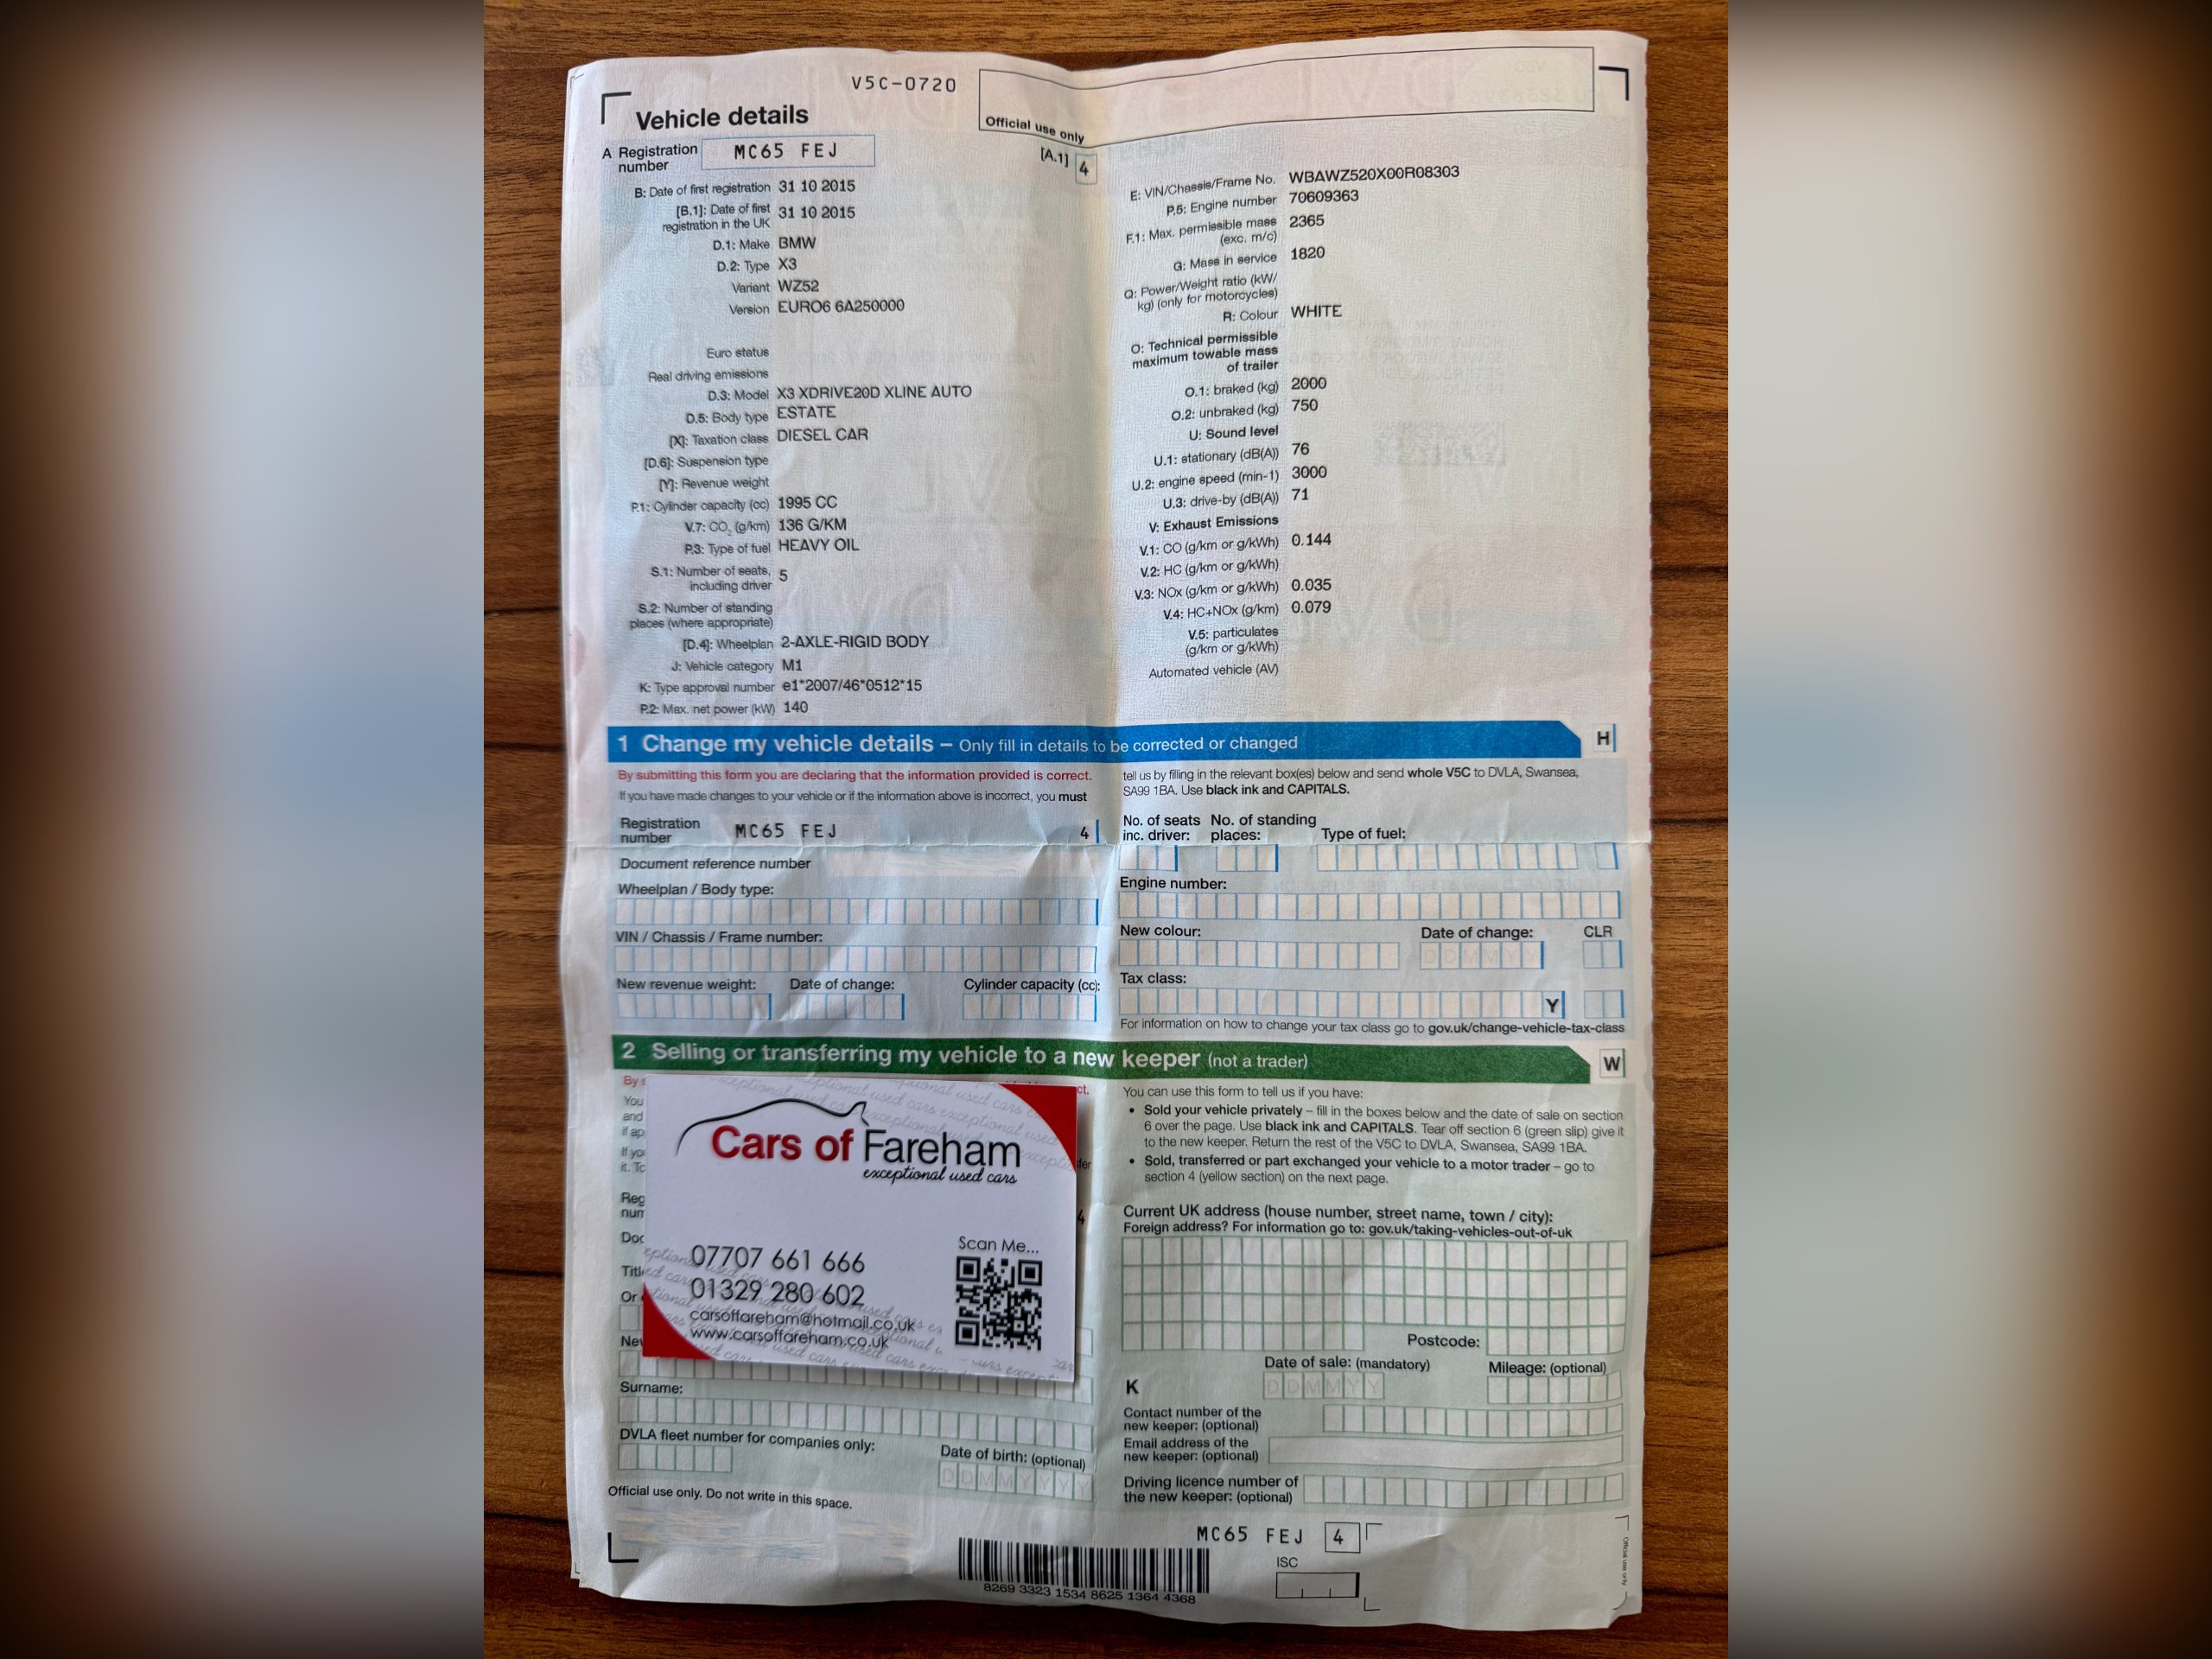 V5C-0720
Vehicle details
Official use only
A Registration number MC65 FEJ
[A.1] 4
B: Date of first registration 31 10 2015
[B.1]: Date of first registration in the UK 31 10 2015
D.1: Make BMW
D.2: Type X3
Variant WZ52
Version EURO6 6A250000
Euro status
Real driving emissions
D.3: Model X3 XDRIVE20D XLINE AUTO
D.5: Body type ESTATE
[X]: Taxation class DIESEL CAR
[D.6]: Suspension type
[Y]: Revenue weight
P.1: Cylinder capacity (cc) 1995 CC
V.7: CO2 (g/km) 136 G/KM
P.3: Type of fuel HEAVY OIL
S.1: Number of seats, including driver 5
S.2: Number of standing places (where appropriate)
[D.4]: Wheelplan 2-AXLE-RIGID BODY
J: Vehicle category M1
K: Type approval number e1*2007/46*0512*15
P.2: Max. net power (kW) 140
E: VIN/Chassis/Frame No. WBAWZ520X00R08303
P.5: Engine number 70609363
F.1: Max. permissible mass (exc. m/c) 2365
G: Mass in service 1820
Q: Power/Weight ratio (kW/kg) (only for motorcycles)
R: Colour WHITE
O: Technical permissible maximum towable mass of trailer
O.1: braked (kg) 2000
O.2: unbraked (kg) 750
U: Sound level
U.1: stationary (dB(A)) 76
U.2: engine speed (min-1) 3000
U.3: drive-by (dB(A)) 71
V: Exhaust Emissions
V.1: CO (g/km or g/kWh) 0.144
V.2: HC (g/km or g/kWh)
V.3: NOx (g/km or g/kWh) 0.035
V.4: HC+NOx (g/km) 0.079
V.5: particulates (g/km or g/kWh)
Automated vehicle (AV)
1 Change my vehicle details – Only fill in details to be corrected or changed H
By submitting this form you are declaring that the information provided is correct.
If you have made changes to your vehicle or if the information above is incorrect, you must
tell us by filling in the relevant box(es) below and send whole V5C to DVLA, Swansea,
SA99 1BA. Use black ink and CAPITALS.
Registration number MC65 FEJ 4
Document reference number
Wheelplan / Body type:
VIN / Chassis / Frame number:
New revenue weight: Date of change: Cylinder capacity (cc):
No. of seats inc. driver: No. of standing places: Type of fuel:
Engine number:
New colour: Date of change: CLR
DDMMYY
Tax class:
Y
For information on how to change your tax class go to gov.uk/change-vehicle-tax-class
2 Selling or transferring my vehicle to a new keeper (not a trader) W
You
and
Cars of Fareham
exceptional used cars
07707 661 666
01329 280 602
carsoffareham@hotmail.co.uk
www.carsoffareham.co.uk
Scan Me...
Surname:
DVLA fleet number for companies only:
Date of birth: (optional)
DDMMYYYY
Official use only. Do not write in this space.
You can use this form to tell us if you have:
• Sold your vehicle privately – fill in the boxes below and the date of sale on section
6 over the page. Use black ink and CAPITALS. Tear off section 6 (green slip) give it
to the new keeper. Return the rest of the V5C to DVLA, Swansea, SA99 1BA.
• Sold, transferred or part exchanged your vehicle to a motor trader – go to
section 4 (yellow section) on the next page.
Current UK address (house number, street name, town / city):
Foreign address? For information go to: gov.uk/taking-vehicles-out-of-uk
Postcode:
Date of sale: (mandatory) Mileage: (optional)
K DDMMYY
Contact number of the new keeper: (optional)
Email address of the new keeper: (optional)
Driving licence number of the new keeper: (optional)
MC65 FEJ 4
ISC
8269 3323 1534 8625 1364 4368
Official use only